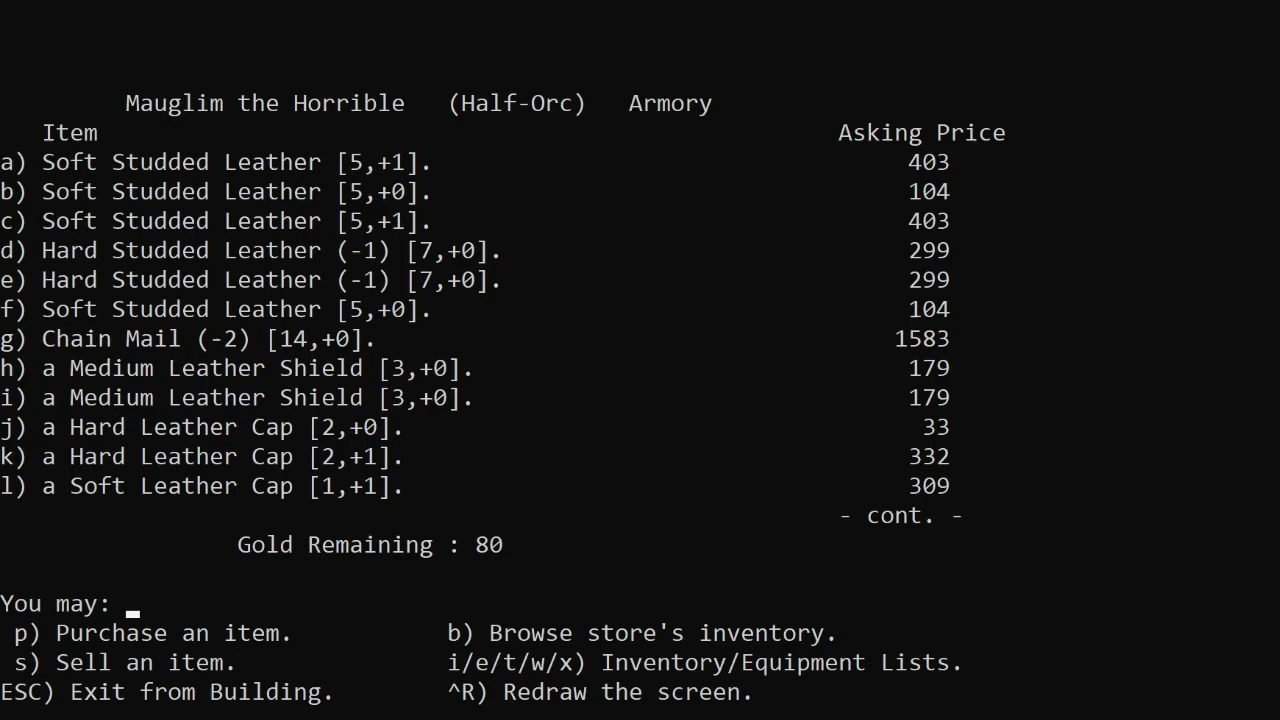 Mauglim the Horrible (Half-Orc) Armory
Item Asking Price
a) Soft Studded Leather [5,+1]. 403
b) Soft Studded Leather [5,+0]. 104
c) Soft Studded Leather [5,+1]. 403
d) Hard Studded Leather (-1) [7,+0]. 299
e) Hard Studded Leather (-1) [7,+0]. 299
f) Soft Studded Leather [5,+0]. 104
g) Chain Mail (-2) [14,+0]. 1583
h) a Medium Leather Shield [3,+0]. 179
i) a Medium Leather Shield [3,+0]. 179
j) a Hard Leather Cap [2,+0]. 33
k) a Hard Leather Cap [2,+1]. 332
l) a Soft Leather Cap [1,+1]. 309
- cont. -
Gold Remaining : 80
You may: _
p) Purchase an item. b) Browse store's inventory.
s) Sell an item. i/e/t/w/x) Inventory/Equipment Lists.
ESC) Exit from Building. ^R) Redraw the screen.